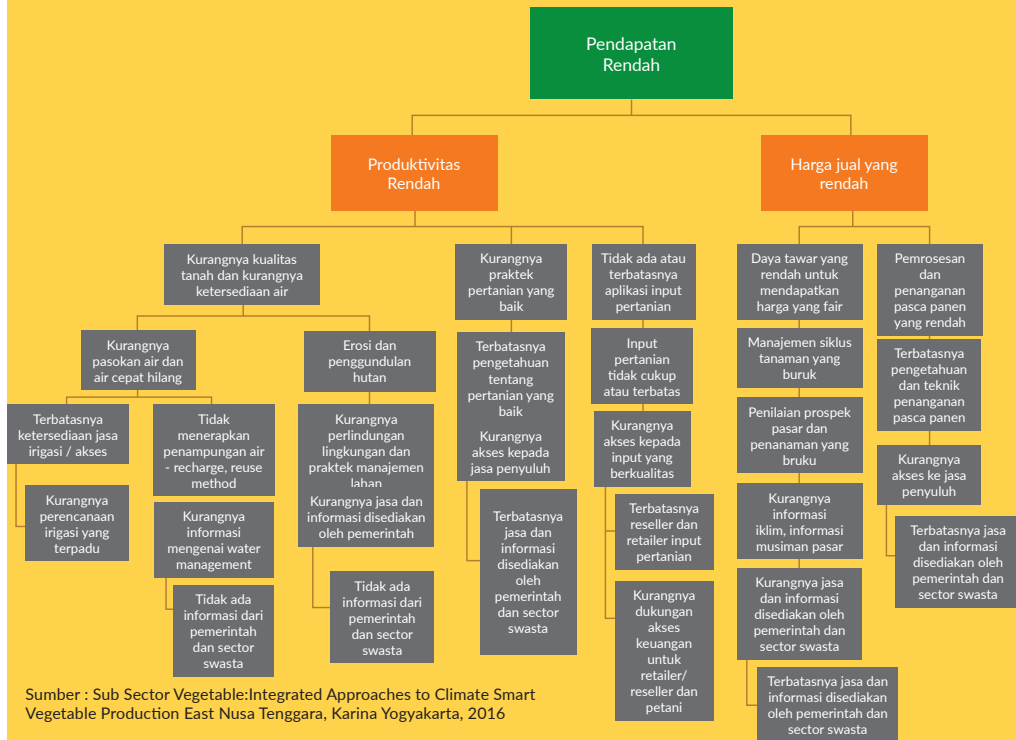 Pendapatan
Rendah
Produktivitas
Rendah
Harga jual yang
rendah
Kurangnya kualitas
tanah dan kurangnya
ketersediaan air
Kurangnya
praktek
pertanian yang
baik
Tidak ada atau
terbatasnya
aplikasi input
pertanian
Daya tawar yang
rendah untuk
mendapatkan
harga yang fair
Pemrosesan
dan
penanganan
pasca panen
yang rendah
Kurangnya
pasokan air dan
air cepat hilang
Erosi dan
penggundulan
hutan
Terbatasnya
pengetahuan
tentang
pertanian yang
baik
Input
pertanian
tidak cukup
atau terbatas
Manajemen siklus
tanaman yang
buruk
Terbatasnya
pengetahuan
dan teknik
penanganan
pasca panen
Terbatasnya
ketersediaan jasa
irigasi / akses
Tidak
menerapkan
penampungan air
- recharge, reuse
method
Kurangnya
perlindungan
lingkungan dan
praktek manajemen
lahan
Kurangnya
akses kepada
jasa penyuluh
Kurangnya
akses kepada
input yang
berkualitas
Penilaian prospek
pasar dan
penanaman yang
bruku
Kurangnya
akses ke jasa
penyuluh
Kurangnya
perencanaan
irigasi yang
terpadu
Kurangnya
informasi
mengenai water
management
Kurangnya jasa dan
informasi disediakan
oleh pemerintah
Terbatasnya
jasa dan
informasi
disediakan
oleh
pemerintah
dan sector
swasta
Terbatasnya
reseller dan
retailer input
pertanian
Kurangnya
informasi
iklim, informasi
musiman pasar
Terbatasnya jasa
dan informasi
disediakan oleh
pemerintah dan
sector swasta
Tidak ada
informasi dari
pemerintah
dan sector
swasta
Tidak ada
informasi dari
pemerintah
dan sector
swasta
Kurangnya
dukungan
akses
keuangan
untuk
retailer/
reseller dan
petani
Kurangnya jasa
dan informasi
disediakan oleh
pemerintah dan
sector swasta
Terbatasnya jasa dan
informasi disediakan
oleh pemerintah dan
sector swasta
Sumber : Sub Sector Vegetable:Integrated Approaches to Climate Smart
Vegetable Production East Nusa Tenggara, Karina Yogyakarta, 2016